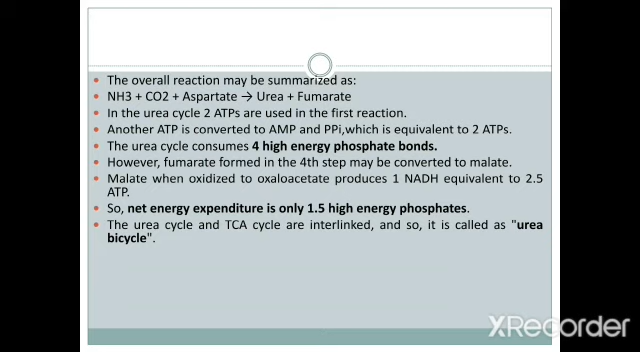 • The overall reaction may be summarized as:
• NH3 + CO2 + Aspartate → Urea + Fumarate
• In the urea cycle 2 ATPs are used in the first reaction.
• Another ATP is converted to AMP and PPi,which is equivalent to 2 ATPs.
• The urea cycle consumes 4 high energy phosphate bonds.
• However, fumarate formed in the 4th step may be converted to malate.
• Malate when oxidized to oxaloacetate produces 1 NADH equivalent to 2.5
ATP.
• So, net energy expenditure is only 1.5 high energy phosphates.
• The urea cycle and TCA cycle are interlinked, and so, it is called as "urea
bicycle".
XRecorder